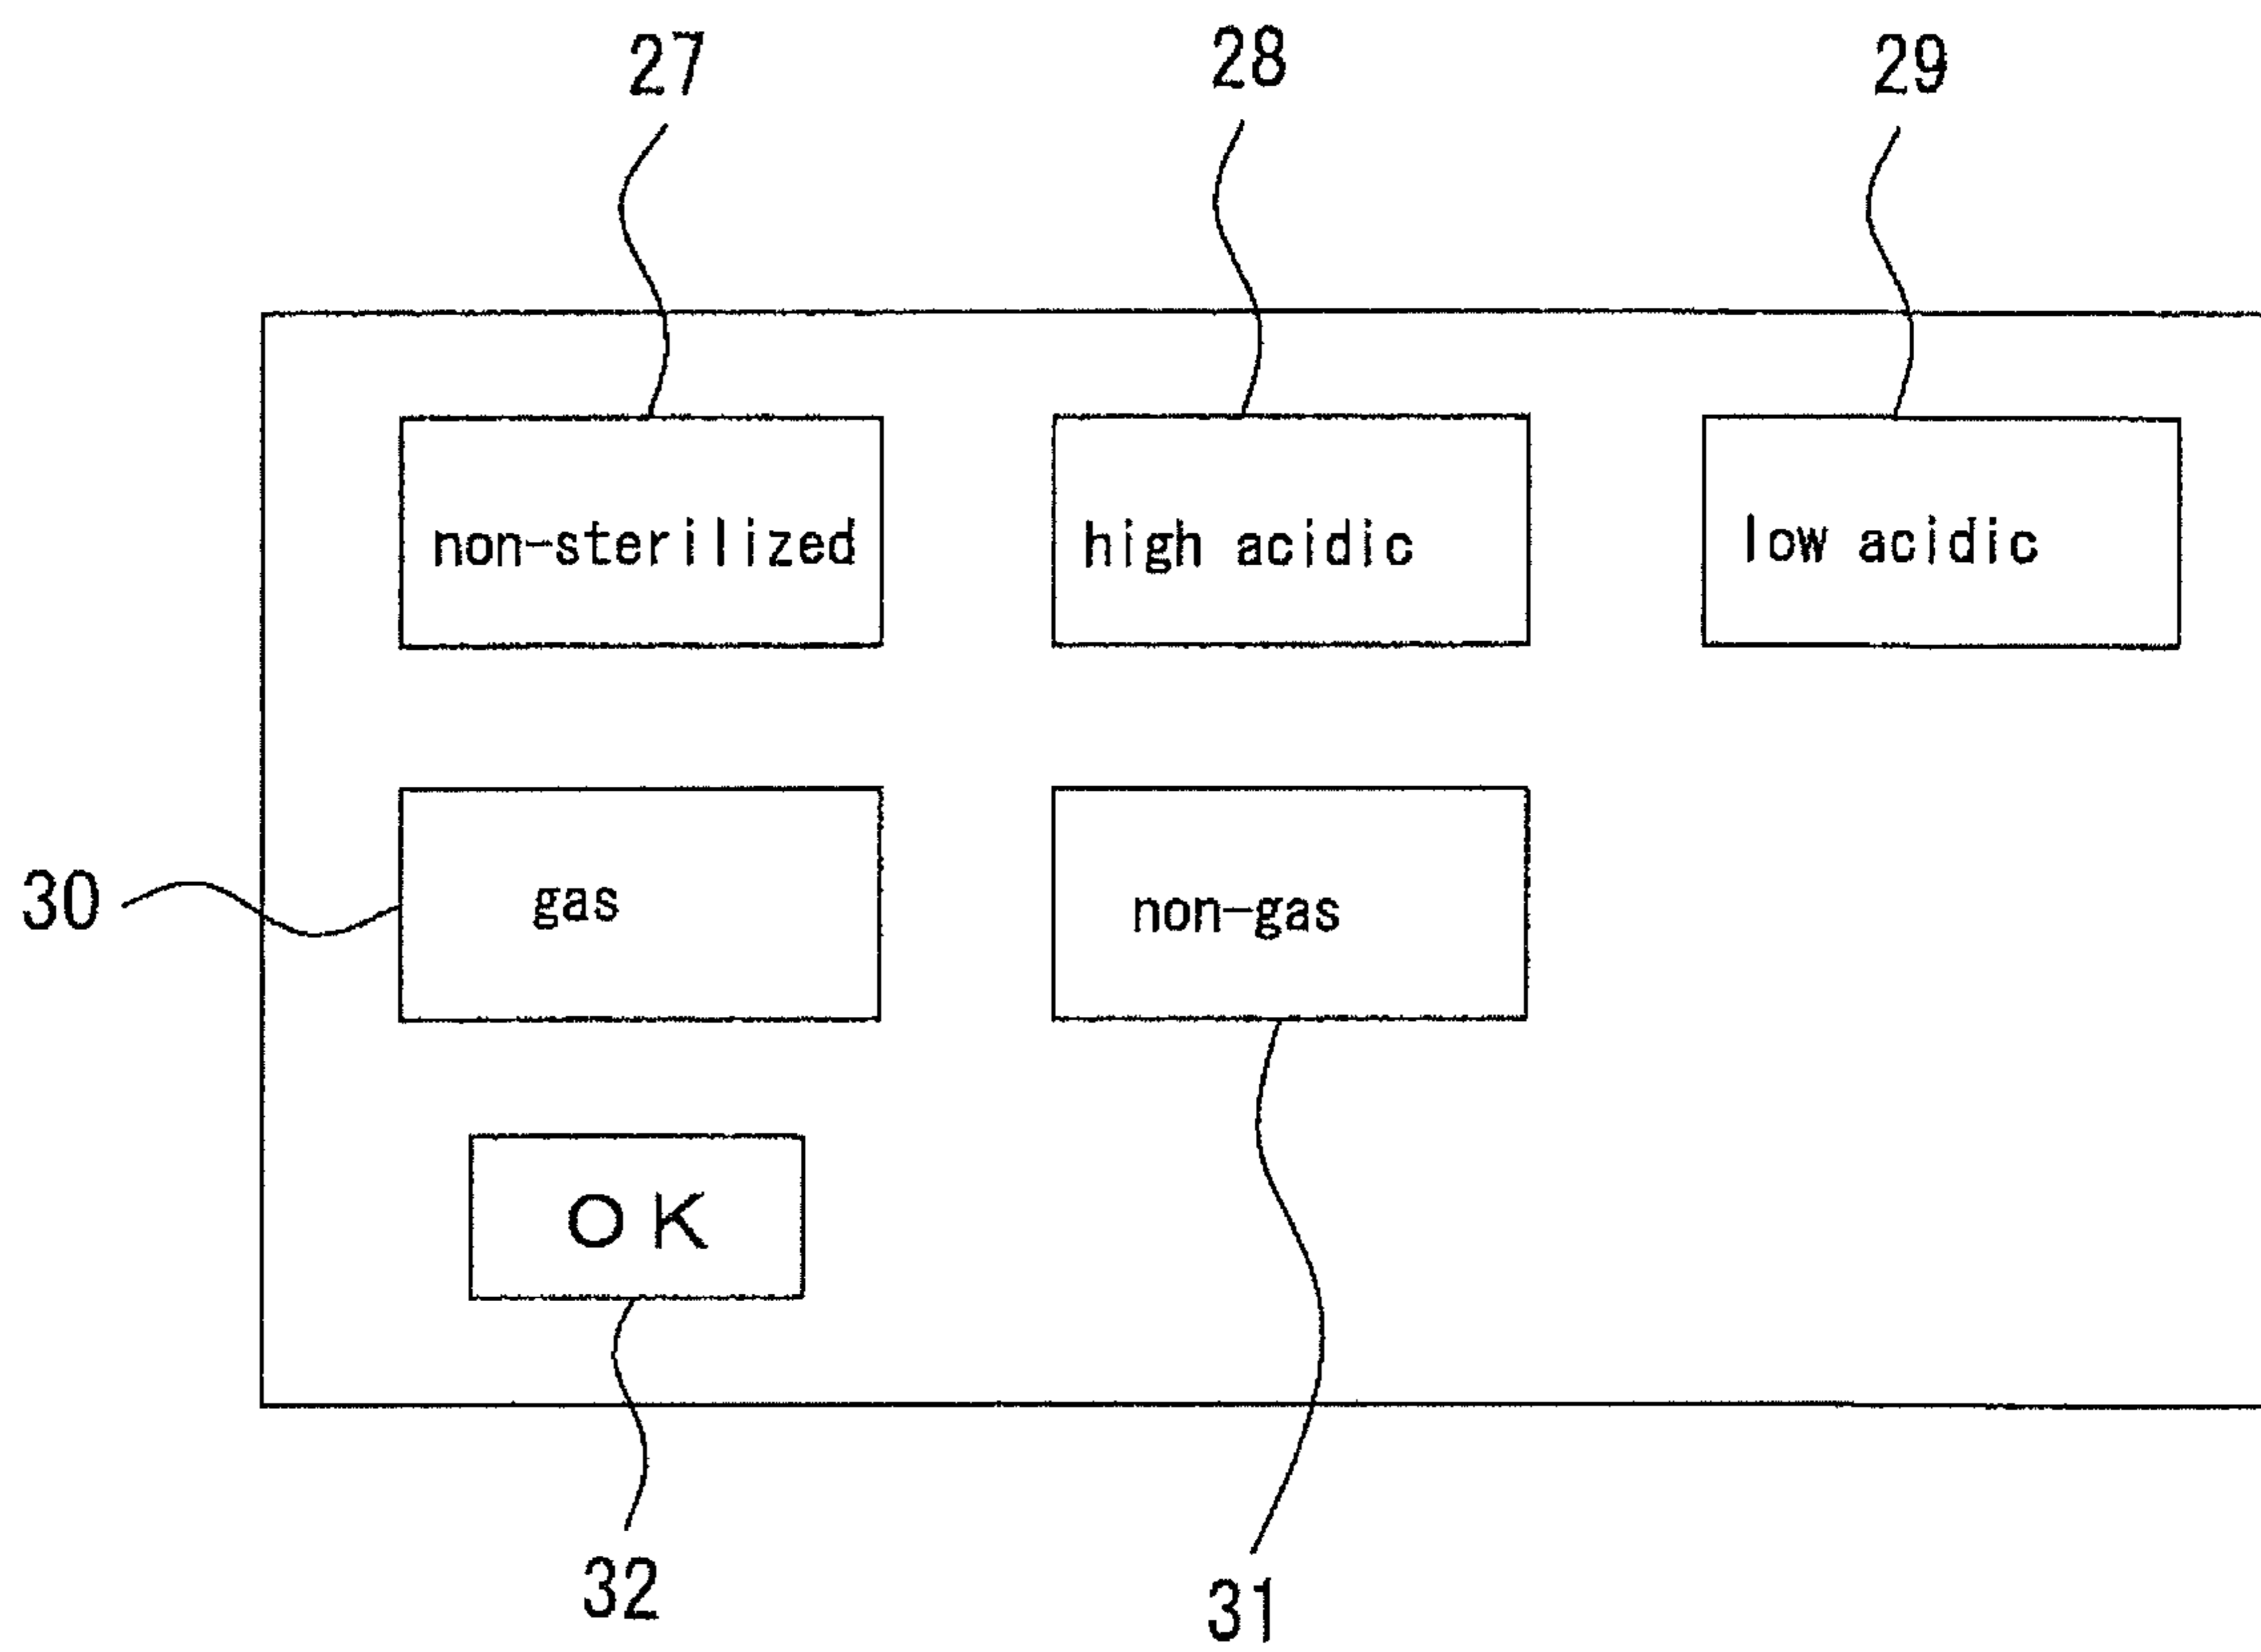 27 28 29
non-sterilized high acidic low acidic
30 gas non-gas
OK
32 31